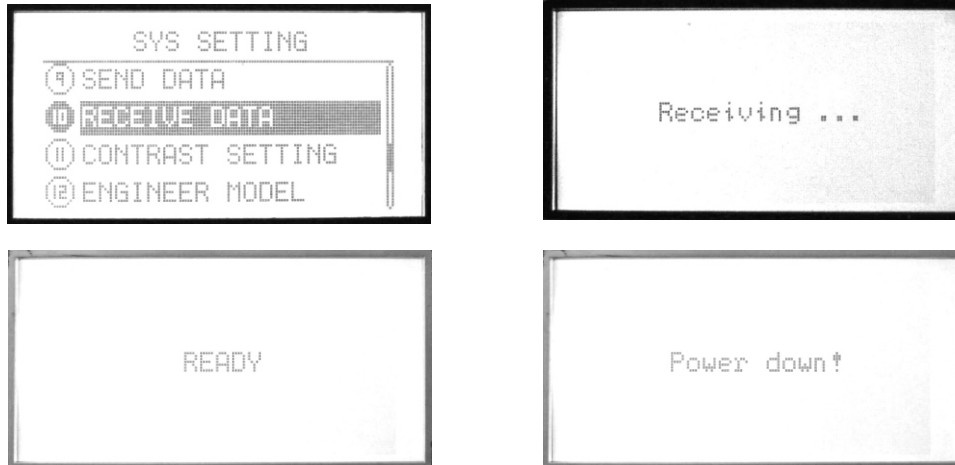 SYS SETTING
9 SEND DATA
10 RECEIVE DATA
11 CONTRAST SETTING
12 ENGINEER MODEL
Receiving ...
READY
Power down!